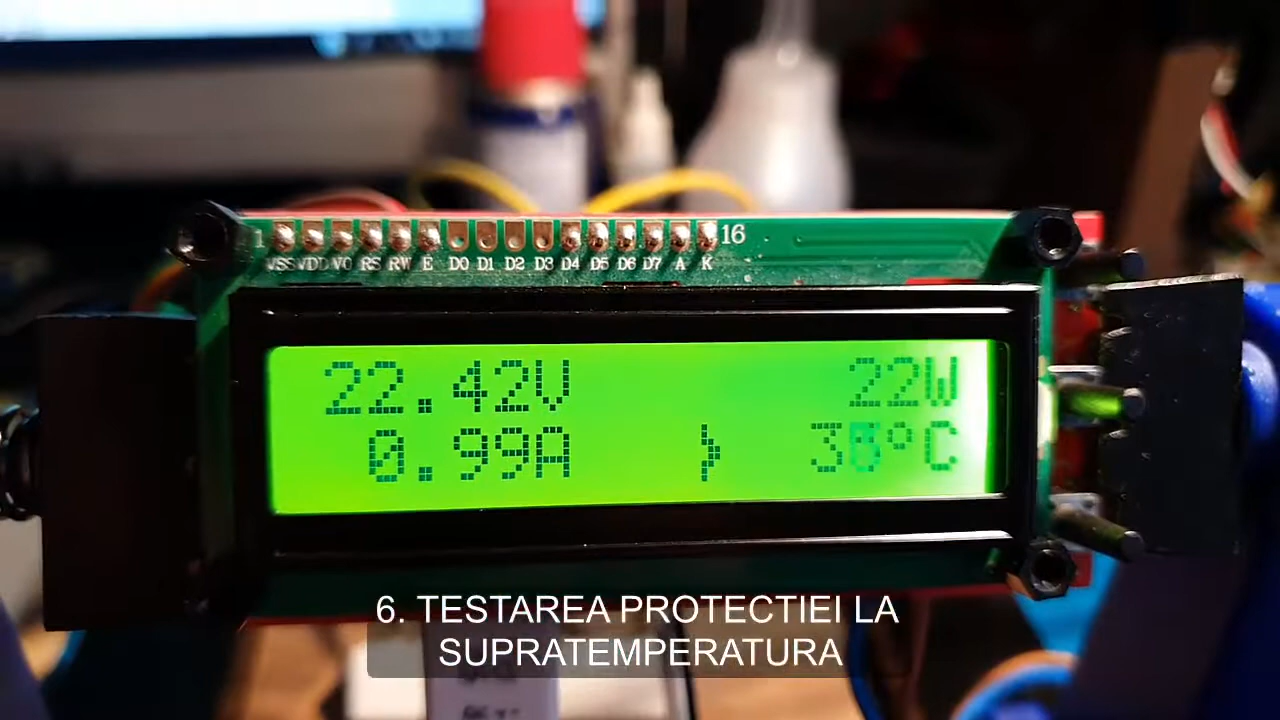 1 16
VSS VDD V0 RS RW E D0 D1 D2 D3 D4 D5 D6 D7 A K
22.42V 22W
0.99A
6. TESTAREA PROTECTIEI LA
SUPRATEMPERATURA